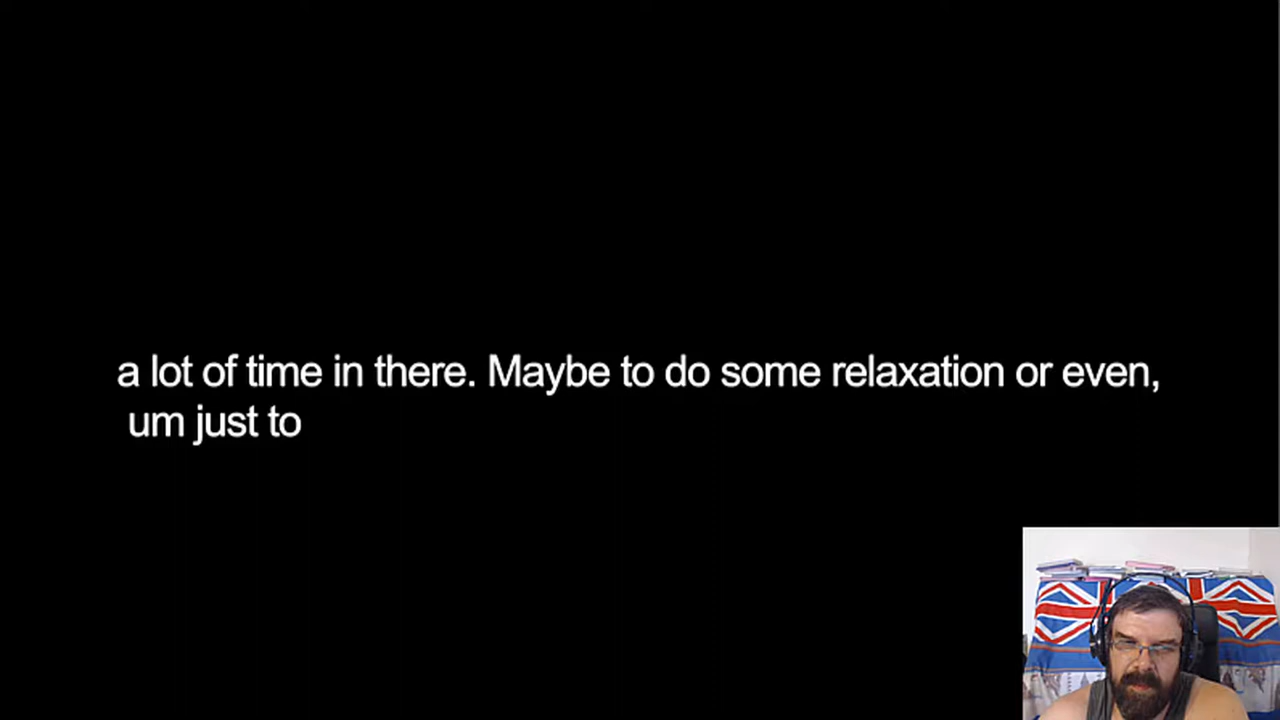 a lot of time in there. Maybe to do some relaxation or even,
um just to